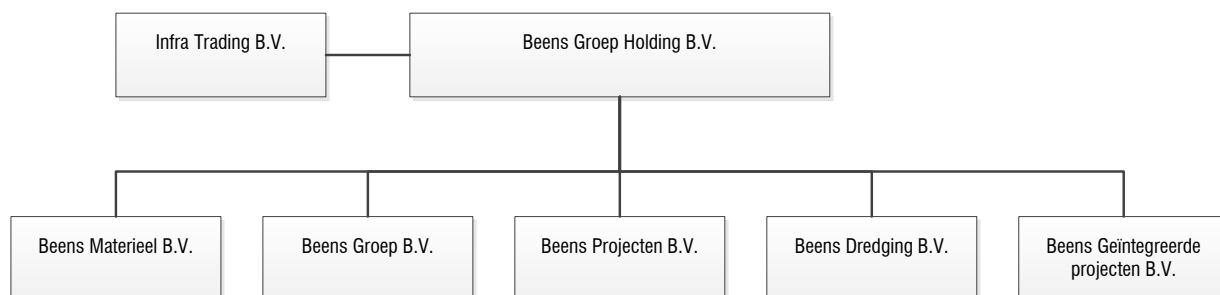 Infra Trading B.V.
Beens Groep Holding B.V.
Beens Materieel B.V.
Beens Groep B.V.
Beens Projecten B.V.
Beens Dredging B.V.
Beens Geïntegreerde
projecten B.V.